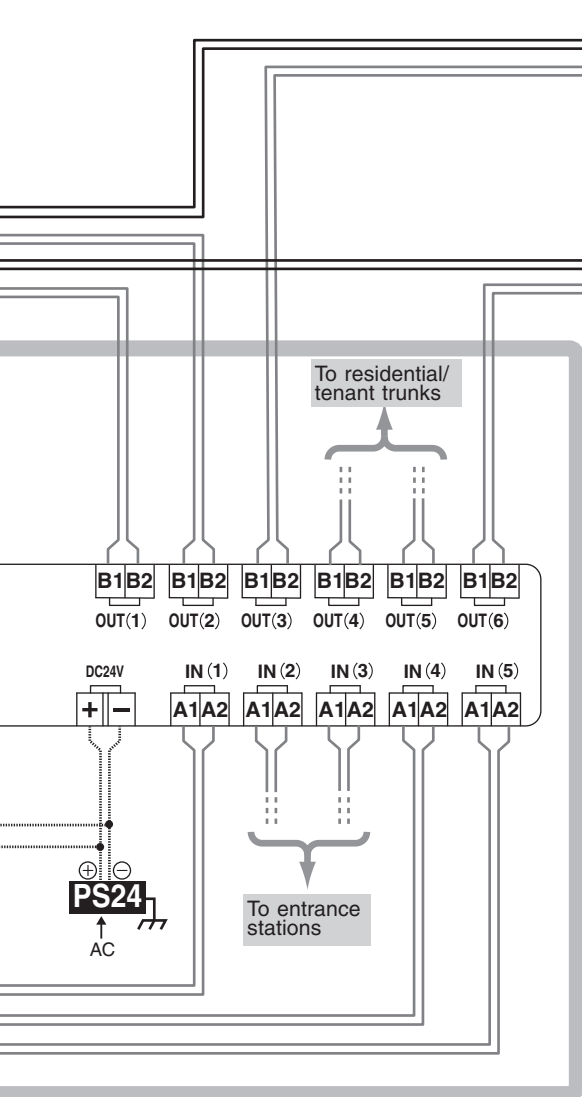 To residential/
tenant trunks
B1 B2 B1 B2 B1 B2 B1 B2 B1 B2 B1 B2
OUT(1) OUT(2) OUT(3) OUT(4) OUT(5) OUT(6)
DC24V IN(1) IN(2) IN(3) IN(4) IN(5)
+ − A1 A2 A1 A2 A1 A2 A1 A2 A1 A2
+ −
PS24
AC
To entrance
stations